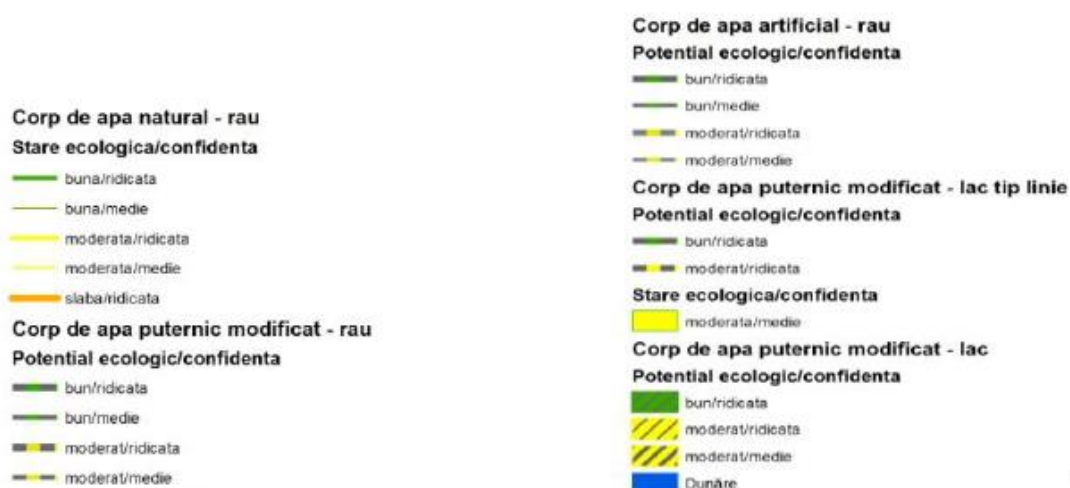 Corp de apa natural - rau
Stare ecologica/confidenta
buna/ridicata
buna/medie
moderata/ridicata
moderata/medie
slaba/ridicata
Corp de apa puternic modificat - rau
Potential ecologic/confidenta
bun/ridicata
bun/medie
moderat/ridicata
moderat/medie
Corp de apa artificial - rau
Potential ecologic/confidenta
bun/ridicata
bun/medie
moderat/ridicata
moderat/medie
Corp de apa puternic modificat - lac tip linie
Potential ecologic/confidenta
bun/ridicata
moderat/ridicata
Stare ecologica/confidenta
moderata/medie
Corp de apa puternic modificat - lac
Potential ecologic/confidenta
bun/ridicata
moderat/ridicata
moderat/medie
Dunăre